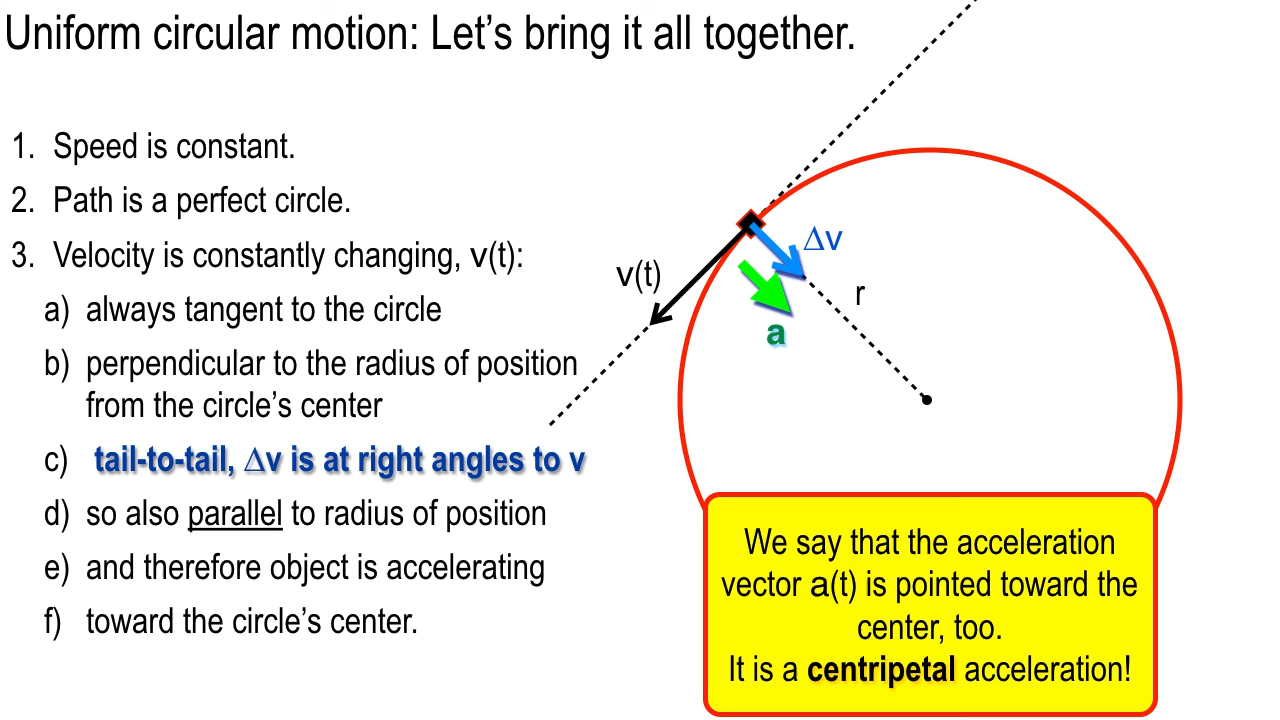 Uniform circular motion: Let’s bring it all together.
1. Speed is constant.
2. Path is a perfect circle.
3. Velocity is constantly changing, v(t):
a) always tangent to the circle
b) perpendicular to the radius of position
from the circle’s center
c) tail-to-tail, Δv is at right angles to v
d) so also parallel to radius of position
e) and therefore object is accelerating
f) toward the circle’s center.
Δv
v(t)
r
a
We say that the acceleration
vector a(t) is pointed toward the
center, too.
It is a centripetal acceleration!